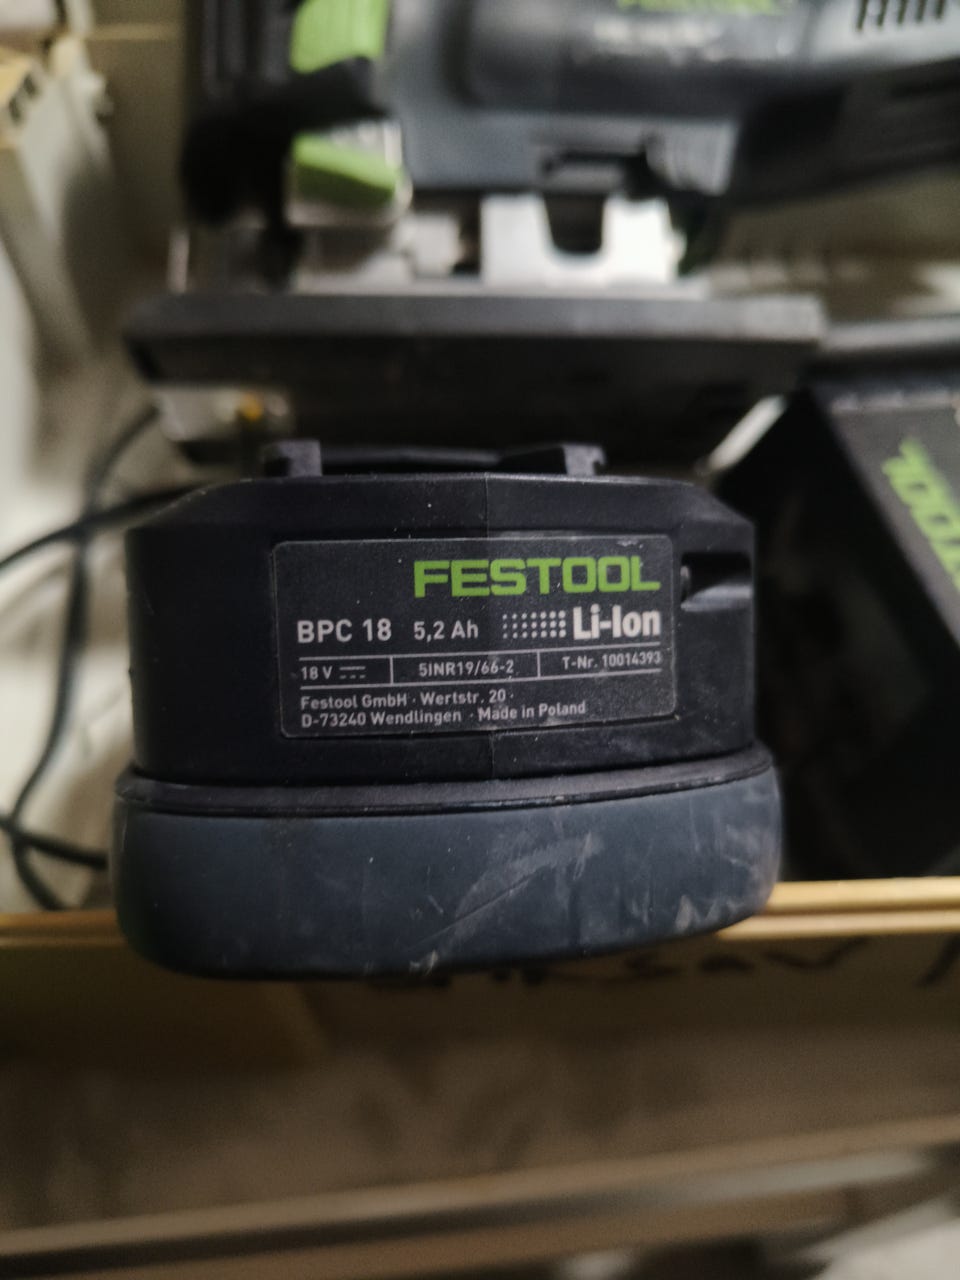 FESTOOL
FESTOOL
BPC 18 5,2 Ah Li-Ion
18 V 5INR19/66-2 T-Nr. 10014393
Festool GmbH · Wertstr. 20 ·
D-73240 Wendlingen · Made in Poland